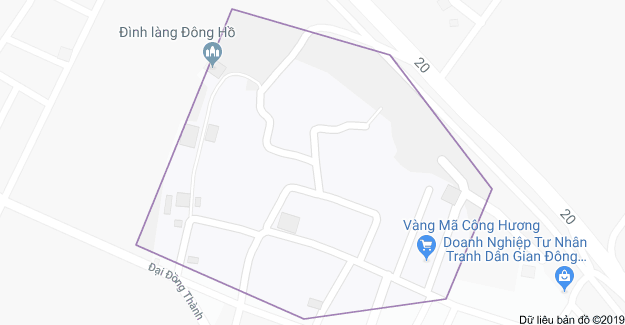 Đình làng Đông Hồ
20
20
Vàng Mã Công Hương
Doanh Nghiệp Tư Nhân
Tranh Dân Gian Đông...
Đại Đồng Thành
Dữ liệu bản đồ ©2019